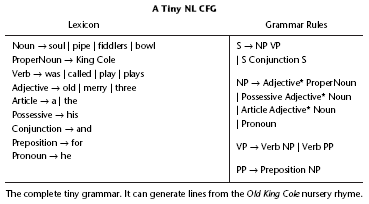 A Tiny NL CFG
Lexicon
Noun → soul | pipe | fiddlers | bowl
ProperNoun → King Cole
Verb → was | called | play | plays
Adjective → old | merry | three
Article → a | the
Possessive → his
Conjunction → and
Preposition → for
Pronoun → he
Grammar Rules
S → NP VP
| S Conjunction S
NP → Adjective* ProperNoun
| Possessive Adjective* Noun
| Article Adjective* Noun
| Pronoun
VP → Verb NP | Verb PP
PP → Preposition NP
The complete tiny grammar. It can generate lines from the Old King Cole nursery rhyme.